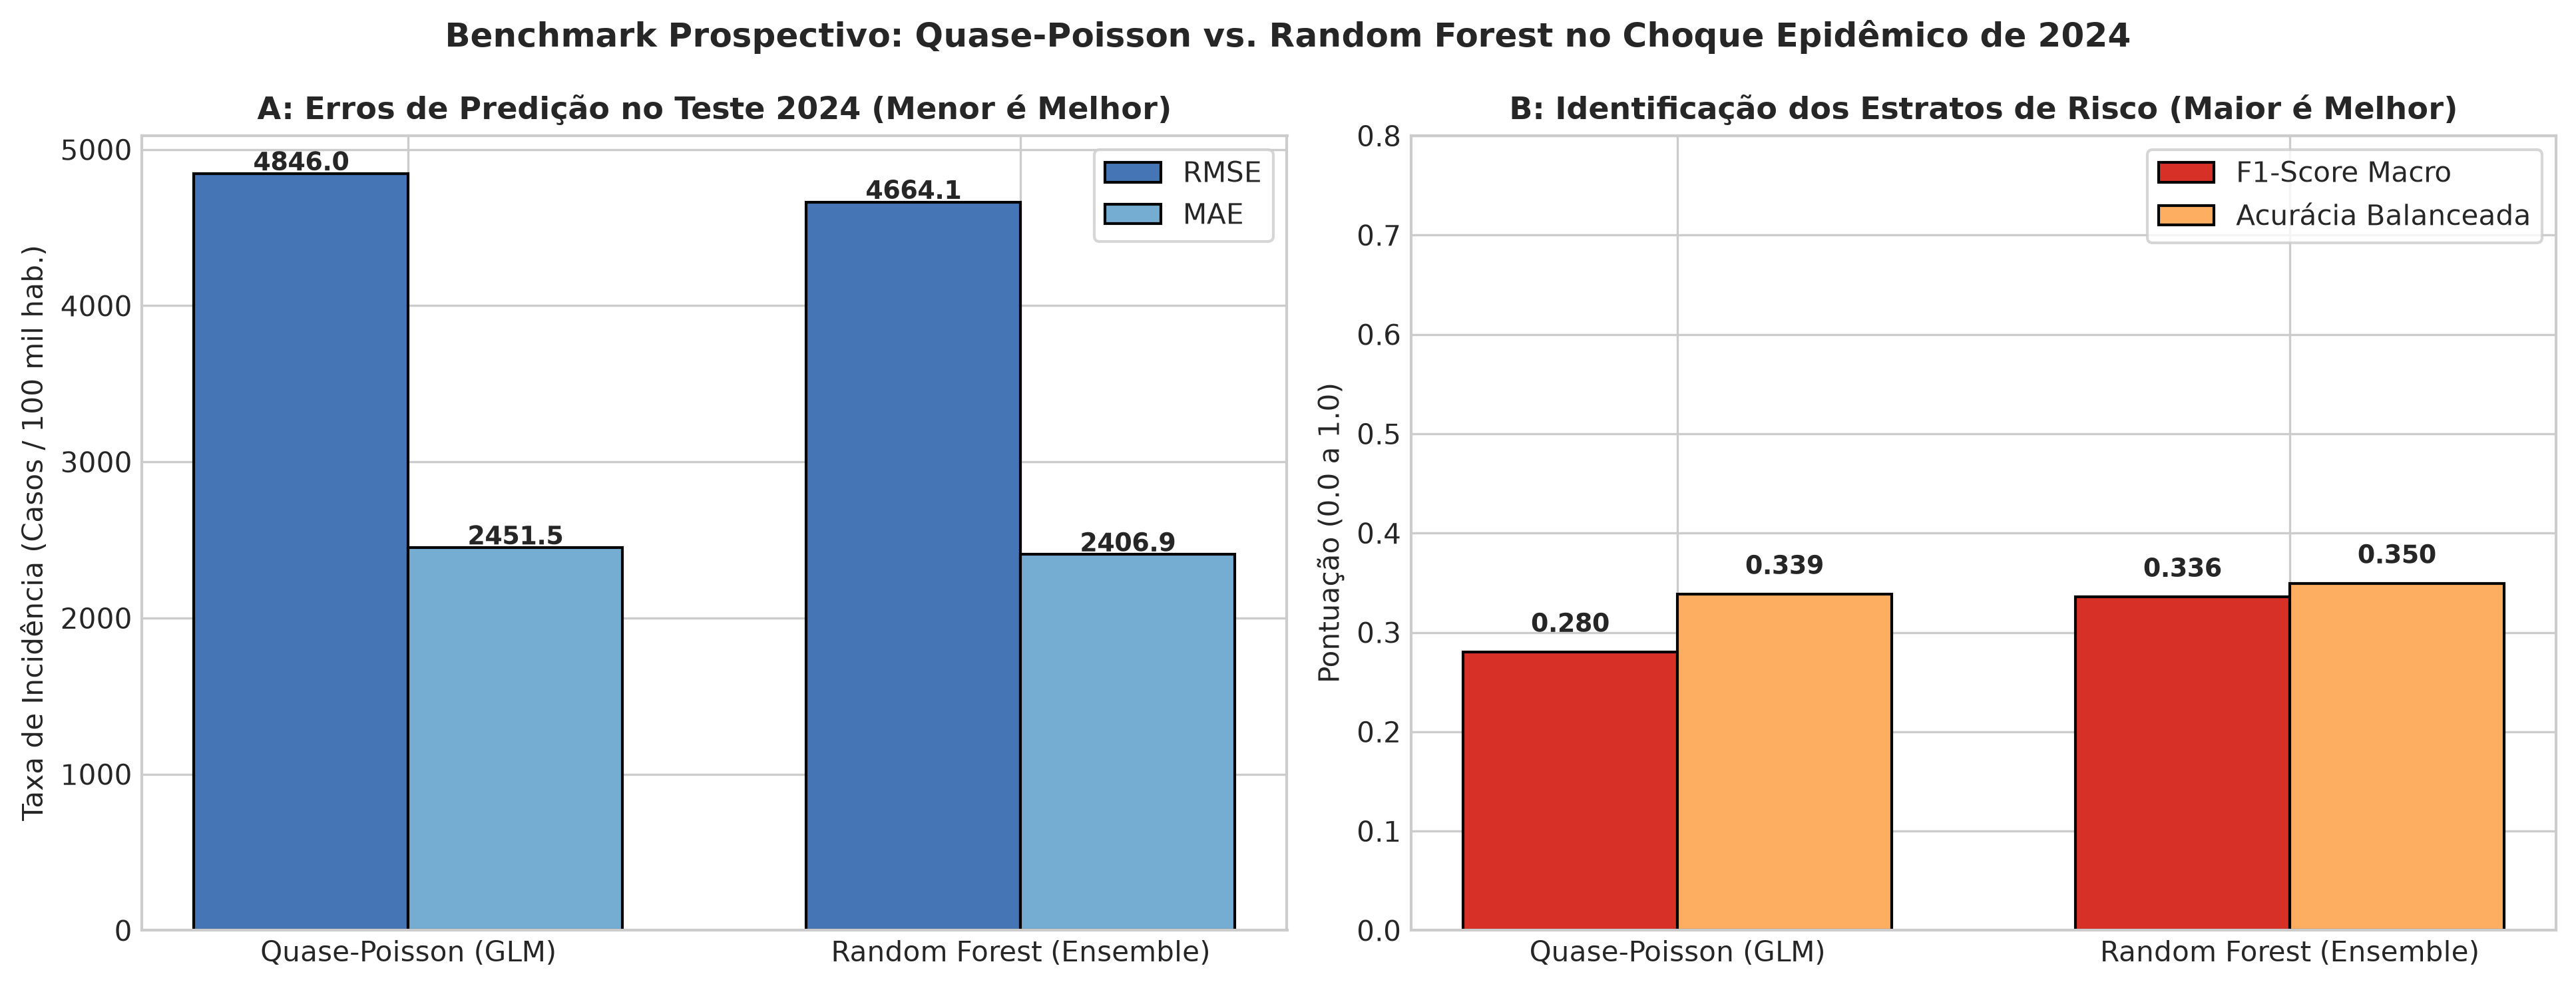 Benchmark Prospectivo: Quase-Poisson vs. Random Forest no Choque Epidêmico de 2024
A: Erros de Predição no Teste 2024 (Menor é Melhor)
Taxa de Incidência (Casos / 100 mil hab.)
5000
4000
3000
2000
1000
0
4846.0
2451.5
4664.1
2406.9
RMSE
MAE
Quase-Poisson (GLM)
Random Forest (Ensemble)
B: Identificação dos Estratos de Risco (Maior é Melhor)
Pontuação (0.0 a 1.0)
0.8
0.7
0.6
0.5
0.4
0.3
0.2
0.1
0.0
0.280
0.339
0.336
0.350
F1-Score Macro
Acurácia Balanceada
Quase-Poisson (GLM)
Random Forest (Ensemble)